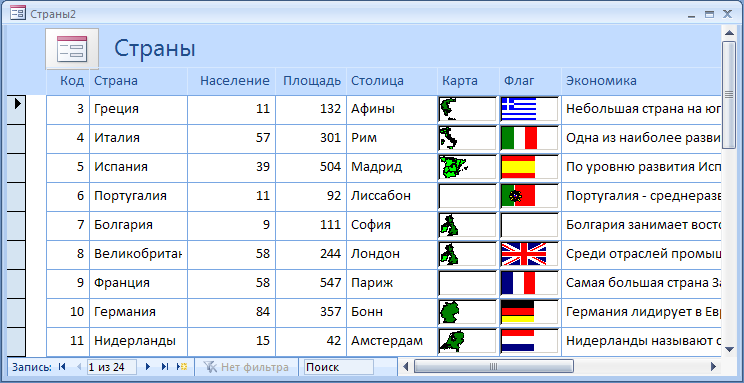 Страны2
Страны
Код Страна Население Площадь Столица Карта Флаг Экономика
3 Греция 11 132 Афины Небольшая страна на юг
4 Италия 57 301 Рим Одна из наиболее разви
5 Испания 39 504 Мадрид По уровню развития Исп
6 Португалия 11 92 Лиссабон Португалия - среднеразв
7 Болгария 9 111 София Болгария занимает восто
8 Великобритан 58 244 Лондон Среди отраслей промыш
9 Франция 58 547 Париж Самая большая страна За
10 Германия 84 357 Бонн Германия лидирует в Евр
11 Нидерланды 15 42 Амстердам Нидерланды называют с
Запись: 1 из 24 Нет фильтра Поиск